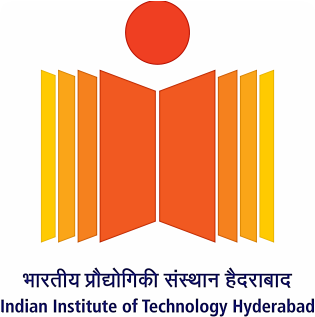 भारतीय प्रौद्योगिकी संस्थान हैदराबाद
Indian Institute of Technology Hyderabad